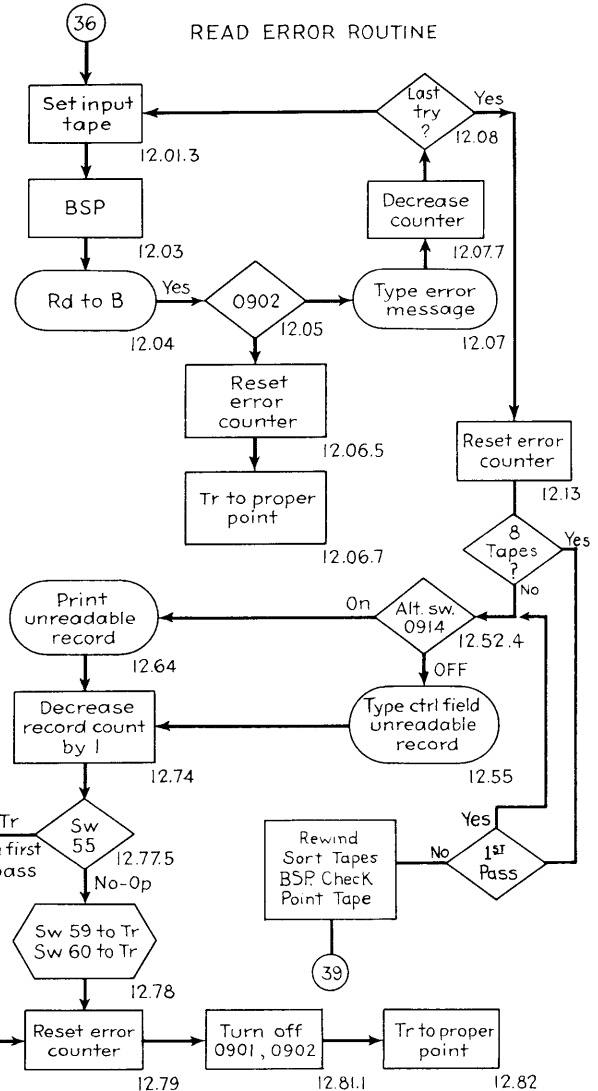 36
READ ERROR ROUTINE
Set input
tape
12.01.3
Last
try
?
Yes
12.08
BSP
12.03
Decrease
counter
12.07.7
Rd to B
Yes
12.04
0902
12.05
Type error
message
12.07
Reset
error
counter
12.06.5
Reset error
counter
12.13
Tr to proper
point
12.06.7
8
Tapes
?
Yes
No
Print
unreadable
record
12.64
On
Alt. sw.
0914
12.52.4
OFF
Decrease
record count
by 1
12.74
Type ctrl field
unreadable
record
12.55
Tr
first
pass
Sw
55
12.77.5
No-Op
Rewind
Sort Tapes
BSP. Check
Point Tape
No
Yes
1ST
Pass
39
Sw 59 to Tr
Sw 60 to Tr
12.78
Reset error
counter
12.79
Turn off
0901, 0902
12.81.1
Tr to proper
point
12.82